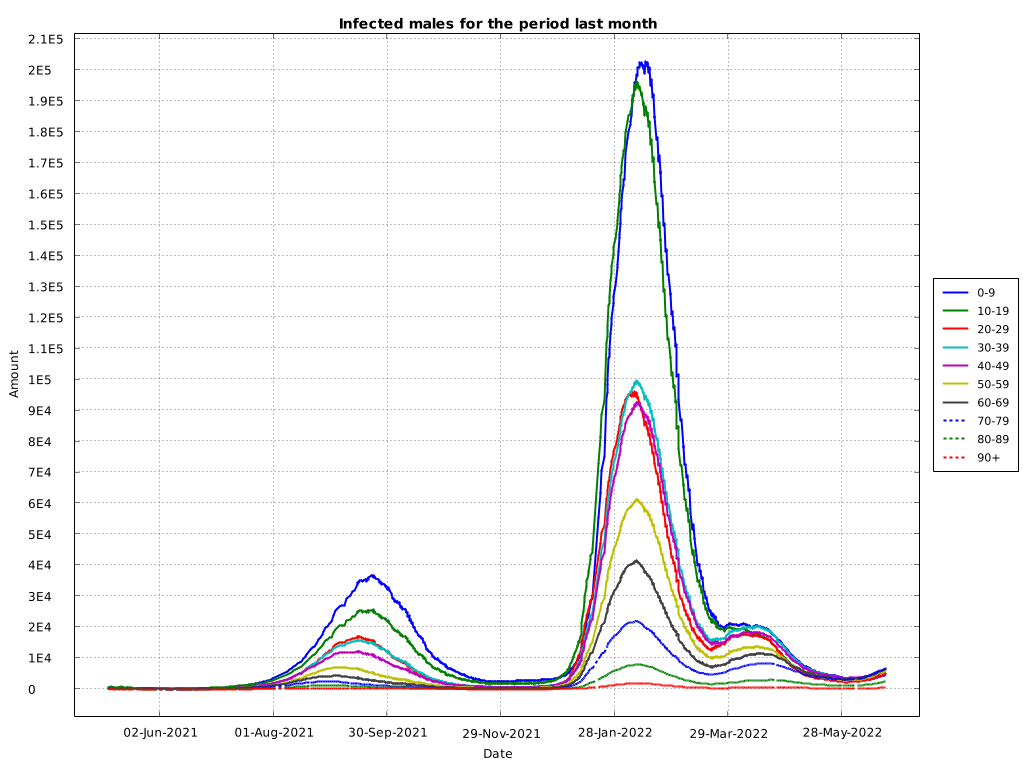 Infected males for the period last month
2.1E5
2E5
1.9E5
1.8E5
1.7E5
1.6E5
1.5E5
1.4E5
1.3E5
1.2E5
1.1E5
1E5
9E4
8E4
7E4
6E4
5E4
4E4
3E4
2E4
1E4
0
Amount
02-Jun-2021 01-Aug-2021 30-Sep-2021 29-Nov-2021 28-Jan-2022 29-Mar-2022 28-May-2022
Date
0-9
10-19
20-29
30-39
40-49
50-59
60-69
70-79
80-89
90+